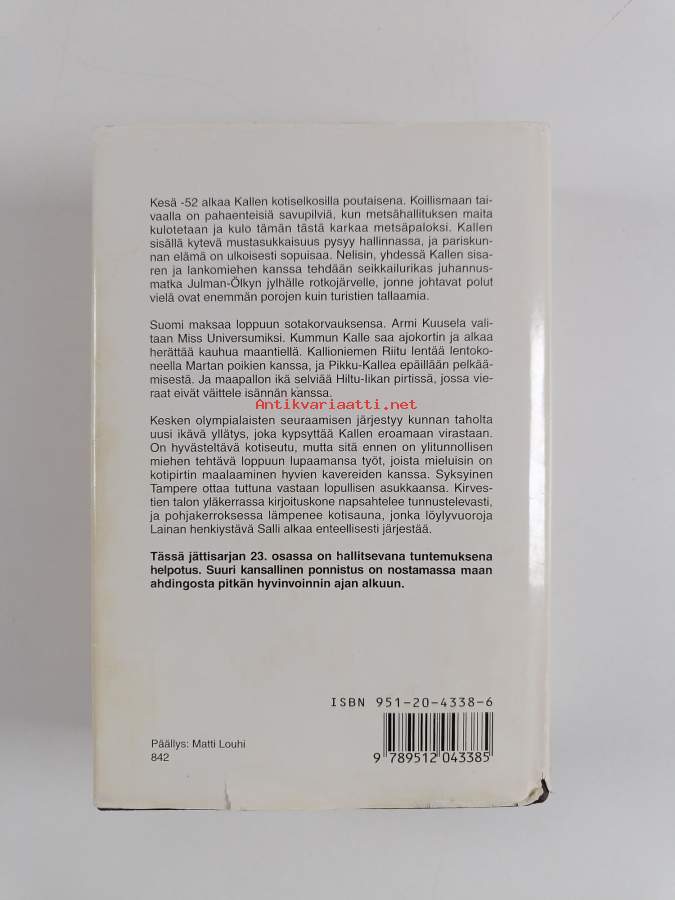 Kesä -52 alkaa Kallen kotiselkosilla poutaisena. Koillismaan tai-
vaalla on pahaenteisiä savupilviä, kun metsähallituksen maita
kulotetaan ja kulo tämän tästä karkaa metsäpaloksi. Kallen
sisällä kytevä mustasukkaisuus pysyy hallinnassa, ja pariskun-
nan elämä on ulkoisesti sopuisaa. Nelisin, yhdessä Kallen sisa-
ren ja lankomiehen kanssa tehdään seikkailurikas juhannus-
matka Julman-Ölkyn jylhälle rotkojärvelle, jonne johtavat polut
vielä ovat enemmän porojen kuin turistien tallaamia.
Suomi maksaa loppuun sotakorvauksensa. Armi Kuusela vali-
taan Miss Universumiksi. Kummun Kalle saa ajokortin ja alkaa
herättää kauhua maantiellä. Kallioniemen Riitu lentää lentoko-
neella Martan poikien kanssa, ja Pikku-Kallea epäillään pelkää-
misestä. Ja maapallon ikä selviää Hiltu-Iikan pirtissä, jossa vie-
raat eivät väittele isännän kanssa.
Antikvariaatti.net
Kesken olympialaisten seuraamisen järjestyy kunnan taholta
uusi ikävä yllätys, joka kypsyttää Kallen eroamaan virastaan.
On hyvästeltävä kotiseutu, mutta sitä ennen on ylitunnollisen
miehen tehtävä loppuun lupaamansa työt, joista mieluisin on
kotipirtin maalaaminen hyvien kavereiden kanssa. Syksyinen
Tampere ottaa tuttuna vastaan lopullisen asukkaansa. Kirves-
tien talon yläkerrassa kirjoituskone napsahtelee tunnustelevasti,
ja pohjakerroksessa lämpenee kotisauna, jonka löylyvuoroja
Lainan henkiystävä Salli alkaa enteellisesti järjestää.
Tässä jättisarjan 23. osassa on hallitsevana tuntemuksena
helpotus. Suuri kansallinen ponnistus on nostamassa maan
ahdingosta pitkän hyvinvoinnin ajan alkuun.
ISBN 951-20-4338-6
Päällys: Matti Louhi
842
9 789512 043385